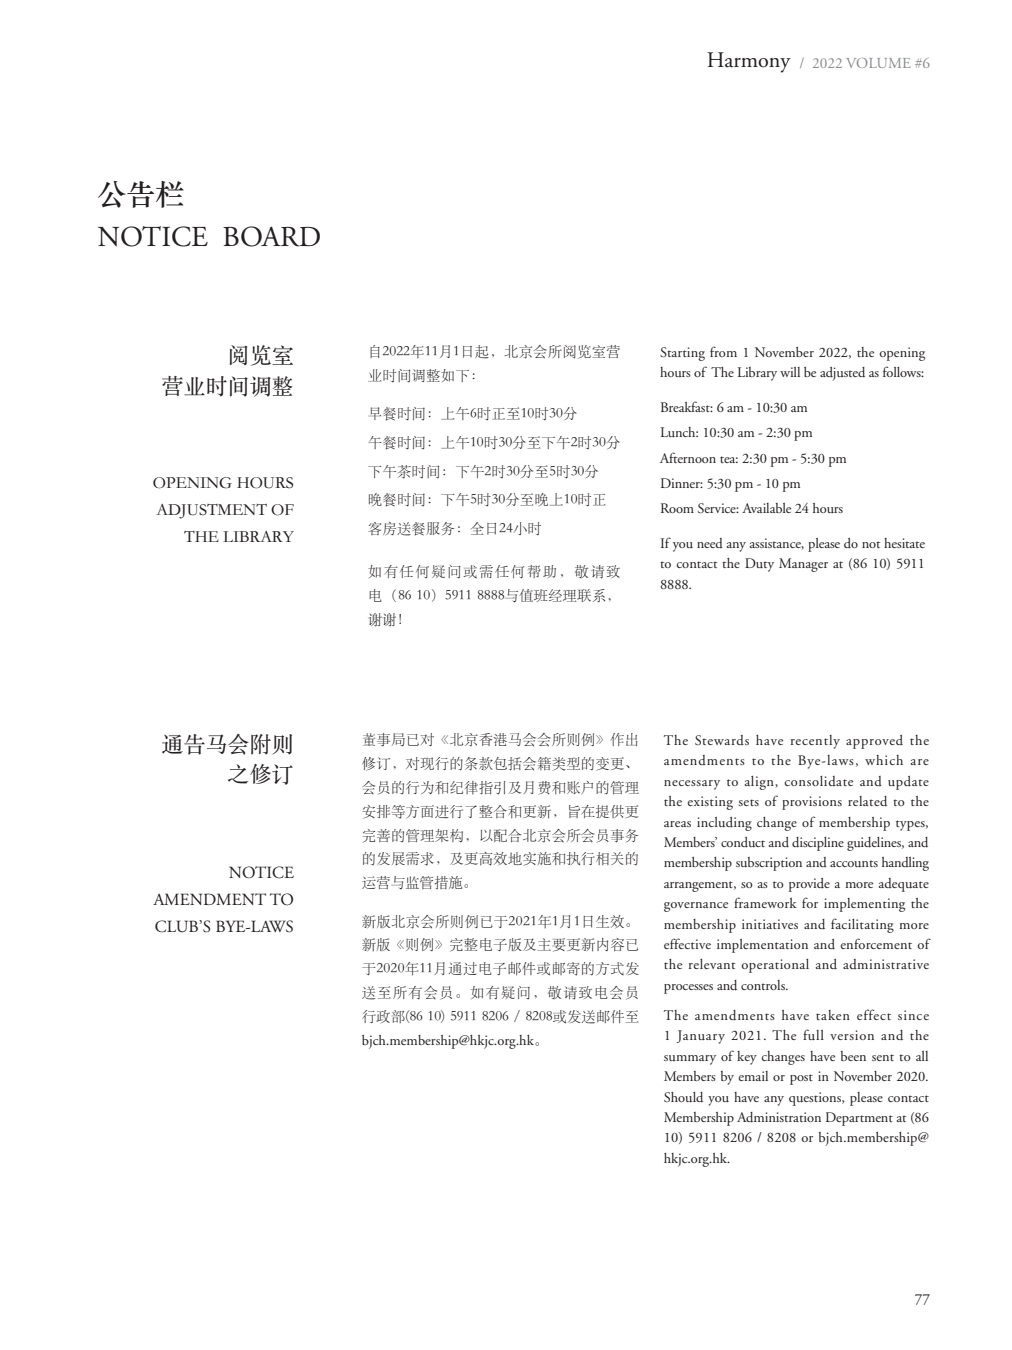 Harmony / 2022 VOLUME #6
公告栏
NOTICE BOARD
阅览室
营业时间调整
OPENING HOURS
ADJUSTMENT OF
THE LIBRARY
自2022年11月1日起，北京会所阅览室营
业时间调整如下：
早餐时间：上午6时正至10时30分
午餐时间：上午10时30分至下午2时30分
下午茶时间：下午2时30分至5时30分
晚餐时间：下午5时30分至晚上10时正
客房送餐服务：全日24小时
如有任何疑问或需任何帮助，敬请致
电（86 10）5911 8888与值班经理联系，
谢谢！
Starting from 1 November 2022, the opening
hours of The Library will be adjusted as follows:
Breakfast: 6 am - 10:30 am
Lunch: 10:30 am - 2:30 pm
Afternoon tea: 2:30 pm - 5:30 pm
Dinner: 5:30 pm - 10 pm
Room Service: Available 24 hours
If you need any assistance, please do not hesitate
to contact the Duty Manager at (86 10) 5911
8888.
通告马会附则
之修订
NOTICE
AMENDMENT TO
CLUB'S BYE-LAWS
董事局已对《北京香港马会会所则例》作出
修订，对现行的条款包括会籍类型的变更、
会员的行为和纪律指引及月费和账户的管理
安排等方面进行了整合和更新，旨在提供更
完善的管理架构，以配合北京会所会员事务
的发展需求，及更高效地实施和执行相关的
运营与监管措施。
新版北京会所则例已于2021年1月1日生效。
新版《则例》完整电子版及主要更新内容已
于2020年11月通过电子邮件或邮寄的方式发
送至所有会员。如有疑问，敬请致电会员
行政部(86 10) 5911 8206 / 8208或发送邮件至
bjch.membership@hkjc.org.hk。
The Stewards have recently approved the
amendments to the Bye-laws, which are
necessary to align, consolidate and update
the existing sets of provisions related to the
areas including change of membership types,
Members' conduct and discipline guidelines, and
membership subscription and accounts handling
arrangement, so as to provide a more adequate
governance framework for implementing the
membership initiatives and facilitating more
effective implementation and enforcement of
the relevant operational and administrative
processes and controls.
The amendments have taken effect since
1 January 2021. The full version and the
summary of key changes have been sent to all
Members by email or post in November 2020.
Should you have any questions, please contact
Membership Administration Department at (86
10) 5911 8206 / 8208 or bjch.membership@
hkjc.org.hk.
77